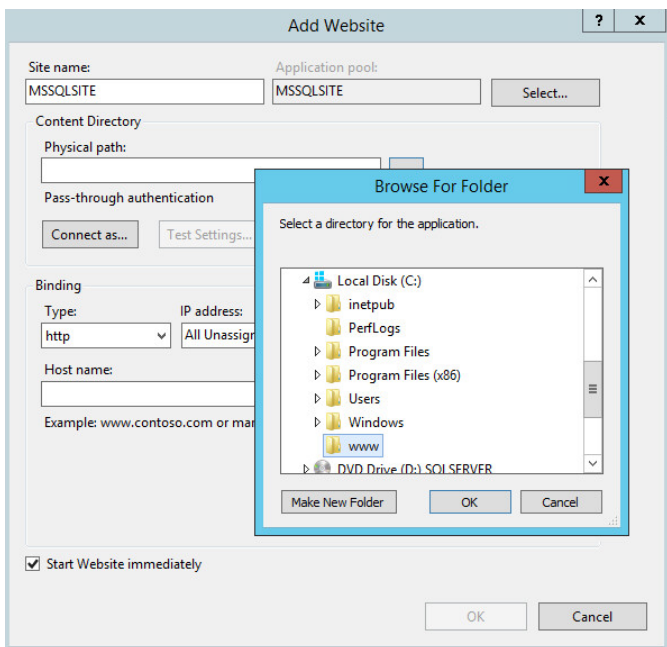 Add Website
? x
Site name:
Application pool:
MSSQLSITE
MSSQLSITE
Select...
Content Directory
Physical path:
Pass-through authentication
Connect as...
Test Settings...
Binding
Type:
IP address:
http
All Unassign
Host name:
Example: www.contoso.com or mar
Browse For Folder
x
Select a directory for the application.
Local Disk (C:)
inetpub
PerfLogs
Program Files
Program Files (x86)
Users
Windows
www
DVD Drive (D:) SQLSERVER
Make New Folder
OK
Cancel
Start Website immediately
OK
Cancel